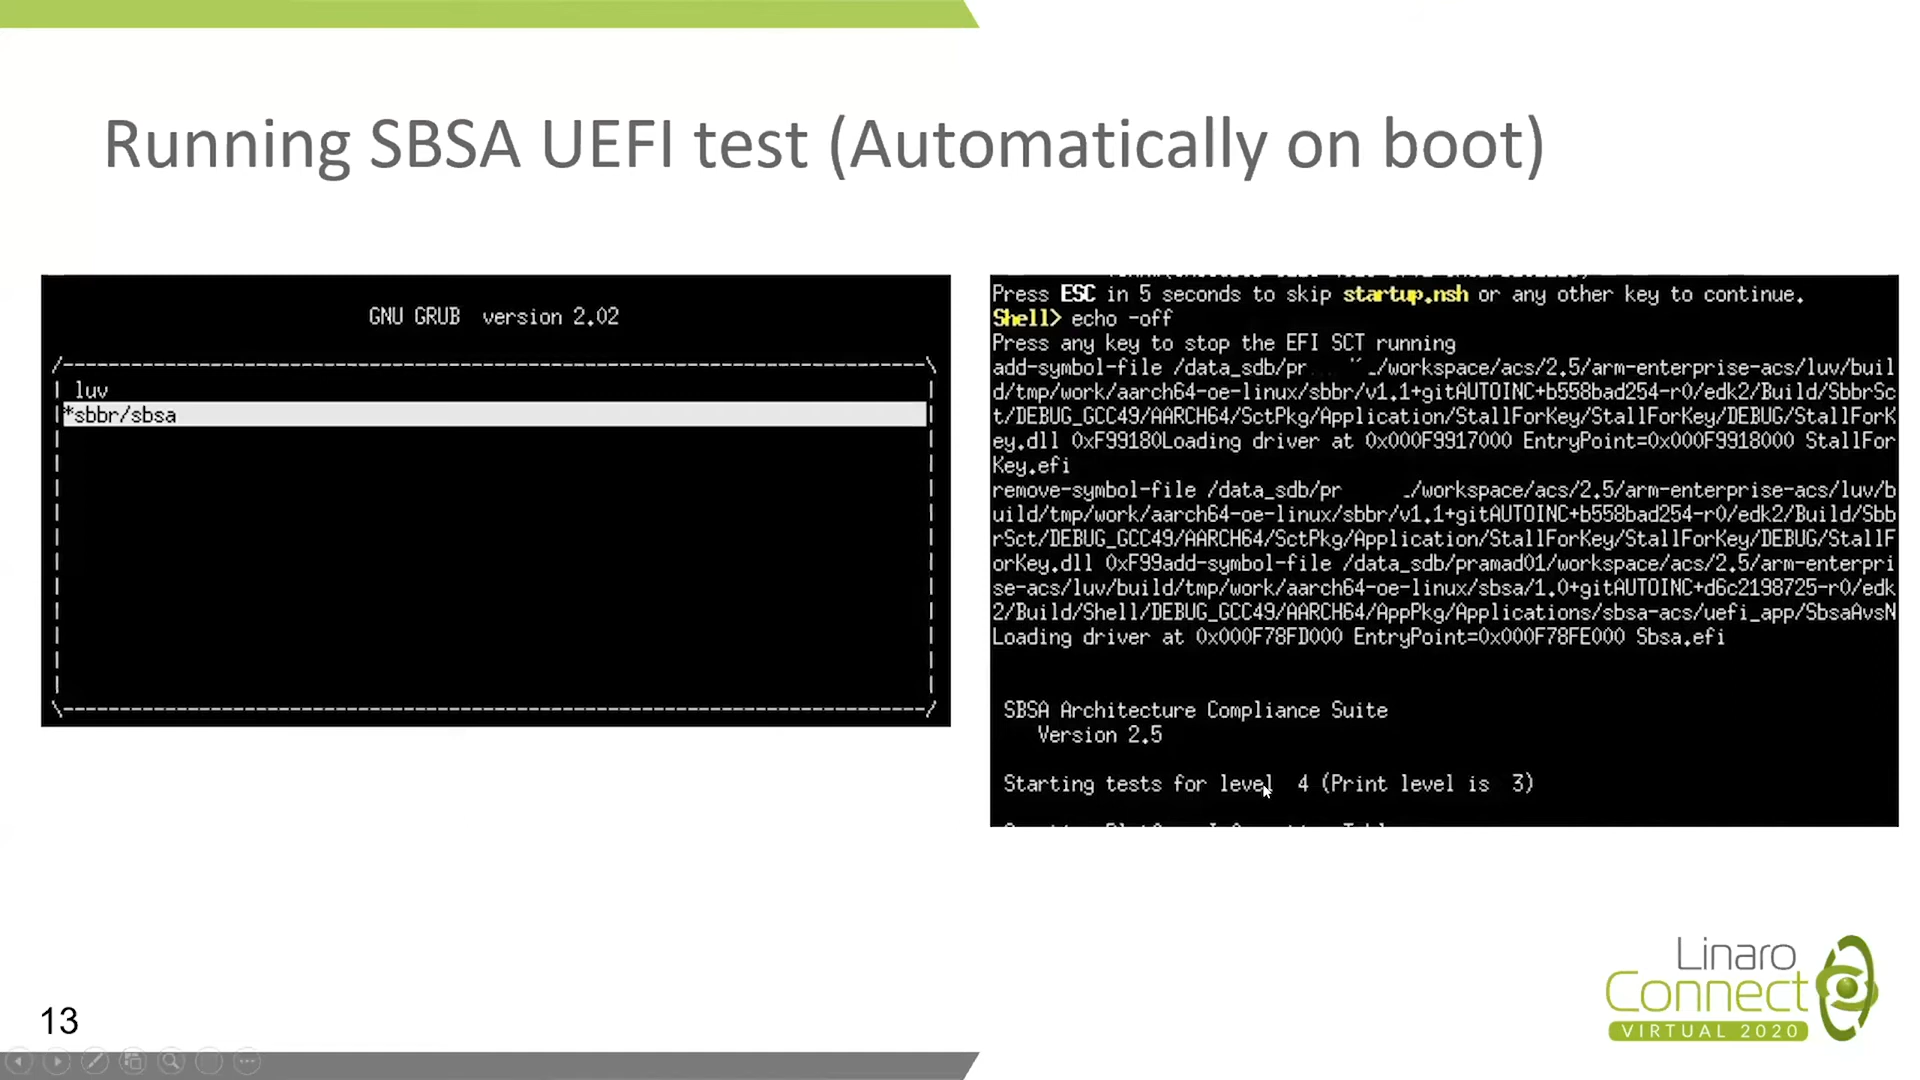 Running SBSA UEFI test (Automatically on boot)
GNU GRUB version 2.02
luv
*sbbr/sbsa
Press ESC in 5 seconds to skip startup.nsh or any other key to continue.
Shell> echo -off
Press any key to stop the EFI SCT running
add-symbol-file /data_sdb/pr ./workspace/acs/2.5/arm-enterprise-acs/luv/buil
d/tmp/work/aarch64-oe-linux/sbbr/v1.1+gitAUTOINC+b558bad254-r0/edk2/Build/SbbrSc
t/DEBUG_GCC49/AARCH64/SctPkg/Application/StallForKey/StallForKey/DEBUG/StallForK
ey.dll 0xF99180Loading driver at 0x000F9917000 EntryPoint=0x000F9918000 StallFor
Key.efi
remove-symbol-file /data_sdb/pr ./workspace/acs/2.5/arm-enterprise-acs/luv/b
uild/tmp/work/aarch64-oe-linux/sbbr/v1.1+gitAUTOINC+b558bad254-r0/edk2/Build/Sbb
rSct/DEBUG_GCC49/AARCH64/SctPkg/Application/StallForKey/StallForKey/DEBUG/StallF
orKey.dll 0xF99add-symbol-file /data_sdb/pramad01/workspace/acs/2.5/arm-enterpri
se-acs/luv/build/tmp/work/aarch64-oe-linux/sbsa/1.0+gitAUTOINC+d6c2198725-r0/edk
2/Build/Shell/DEBUG_GCC49/AARCH64/AppPkg/Applications/sbsa-acs/uefi_app/SbsaAvsN
Loading driver at 0x000F78FD000 EntryPoint=0x000F78FE000 Sbsa.efi
SBSA Architecture Compliance Suite
Version 2.5
Starting tests for level 4 (Print level is 3)
Linaro
Connect
VIRTUAL 2020
13